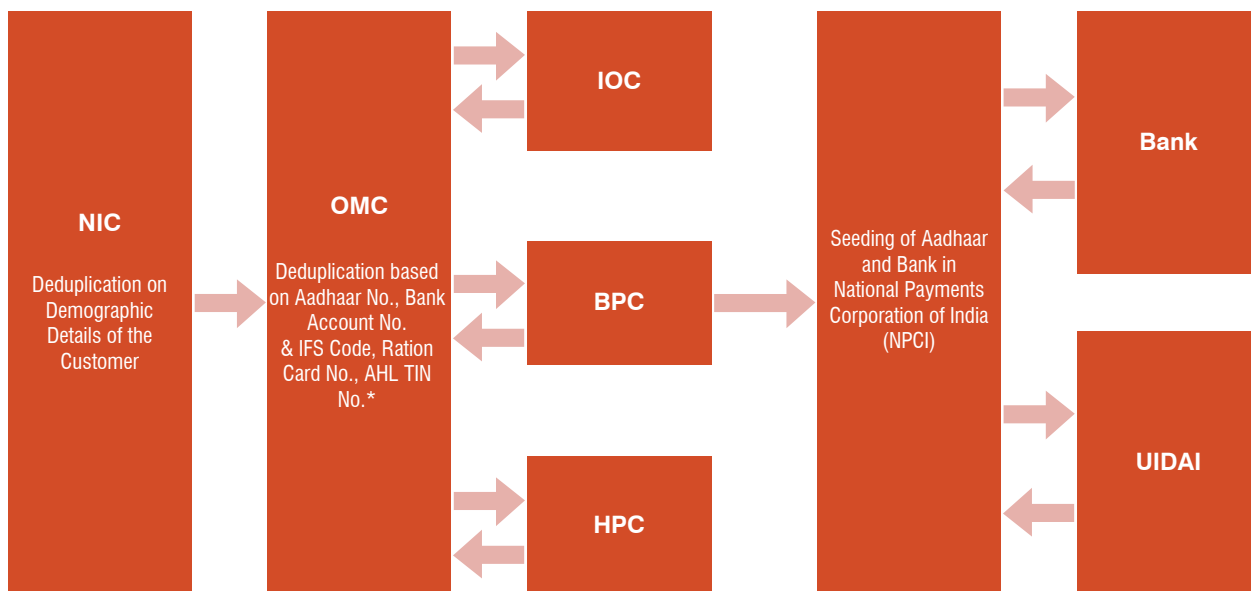 NIC
Deduplication on
Demographic
Details of the
Customer
OMC
Deduplication based
on Aadhaar No., Bank
Account No.
& IFS Code, Ration
Card No., AHL TIN
No.*
IOC
BPC
HPC
Seeding of Aadhaar
and Bank in
National Payments
Corporation of India
(NPCI)
Bank
UIDAI